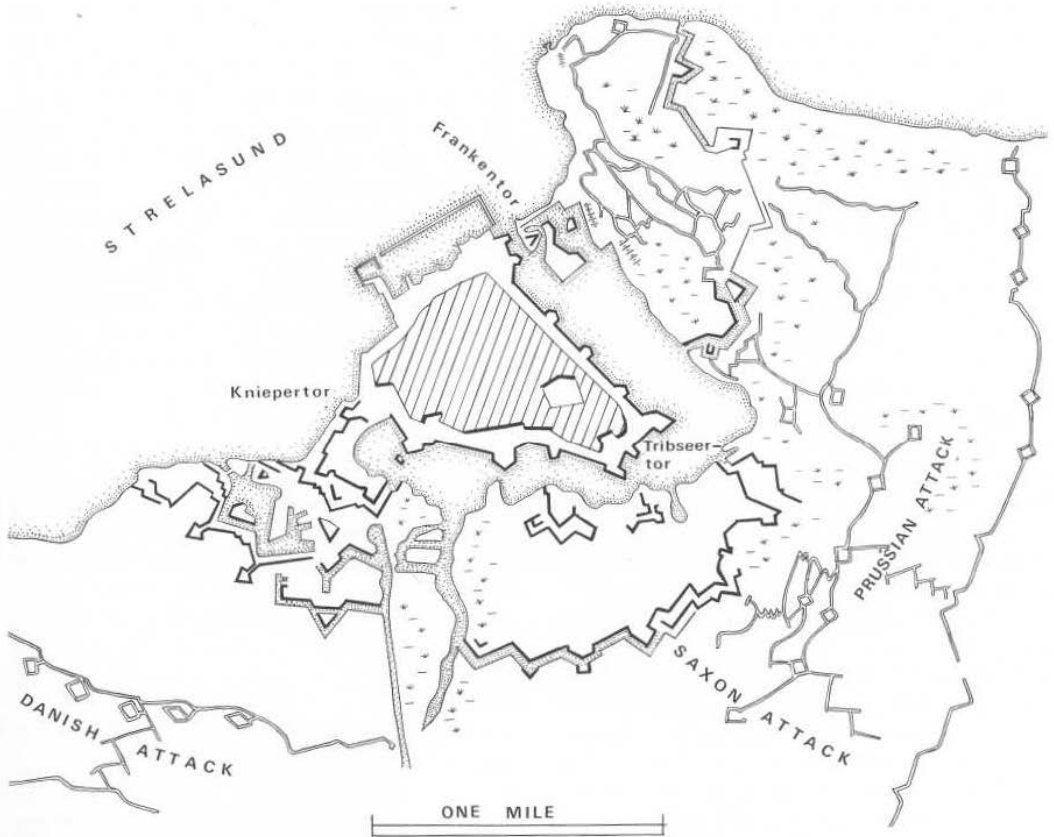 STRELASUND
Frankentor
Kniepertor
Tribseer-
tor
PRUSSIAN ATTACK
SAXON ATTACK
DANISH ATTACK
ONE MILE